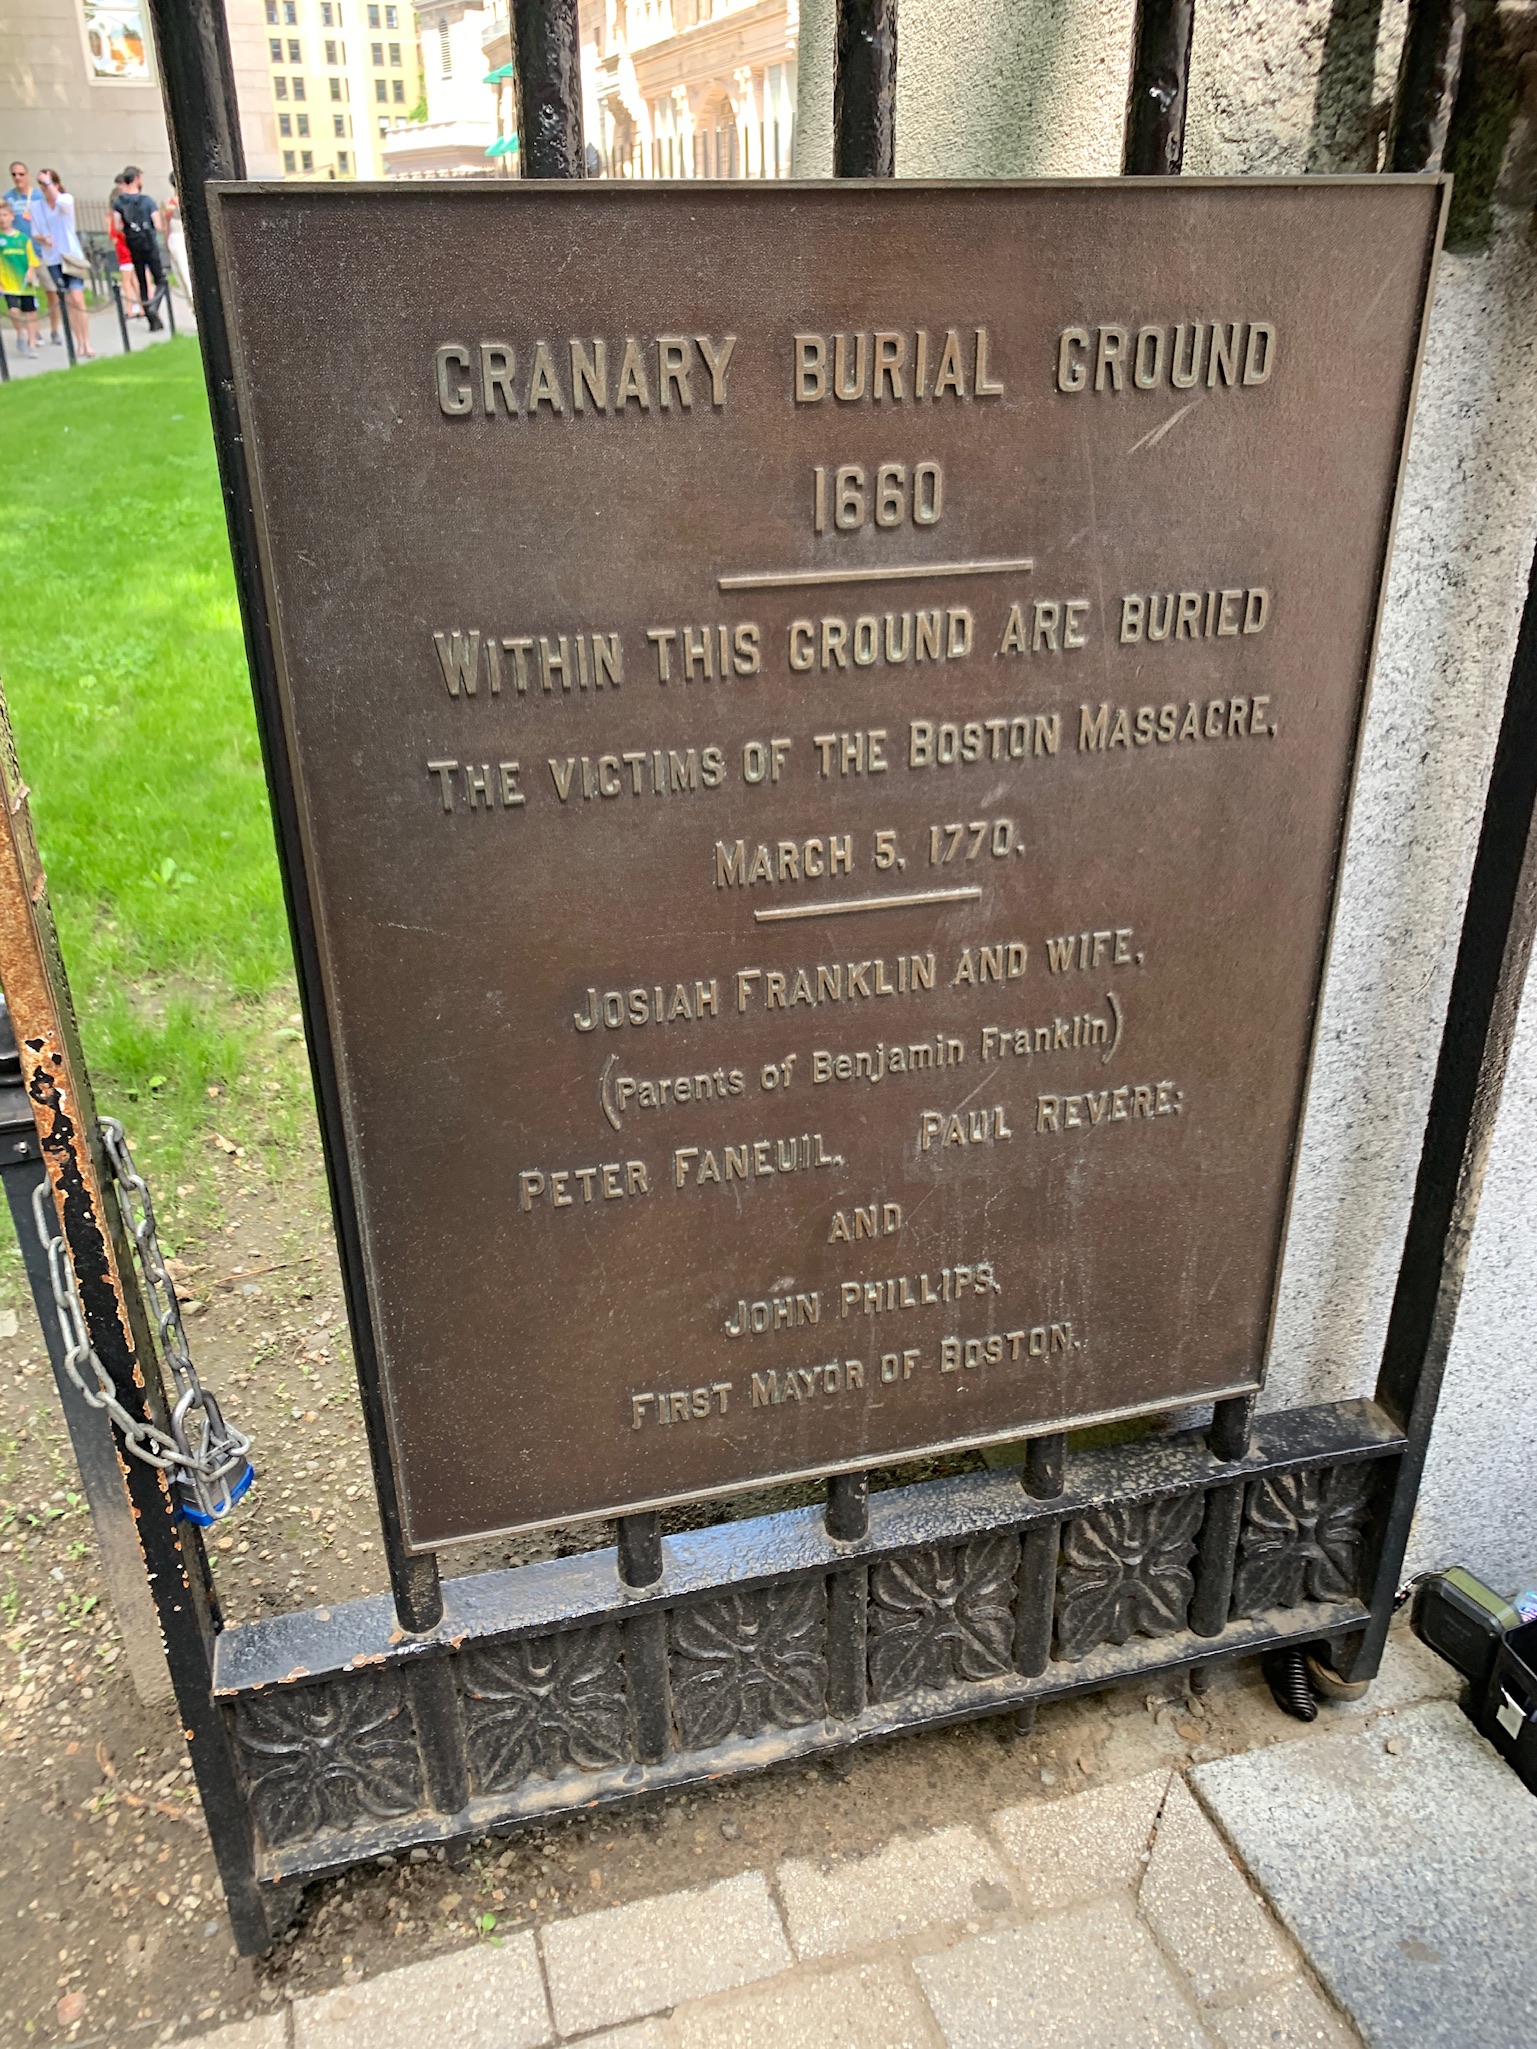 GRANARY BURIAL GROUND
1660
WITHIN THIS GROUND ARE BURIED
THE VICTIMS OF THE BOSTON MASSACRE,
MARCH 5, 1770.
JOSIAH FRANKLIN AND WIFE,
(Parents of Benjamin Franklin)
PETER FANEUIL, PAUL REVERE;
AND
JOHN PHILLIPS,
FIRST MAYOR OF BOSTON.